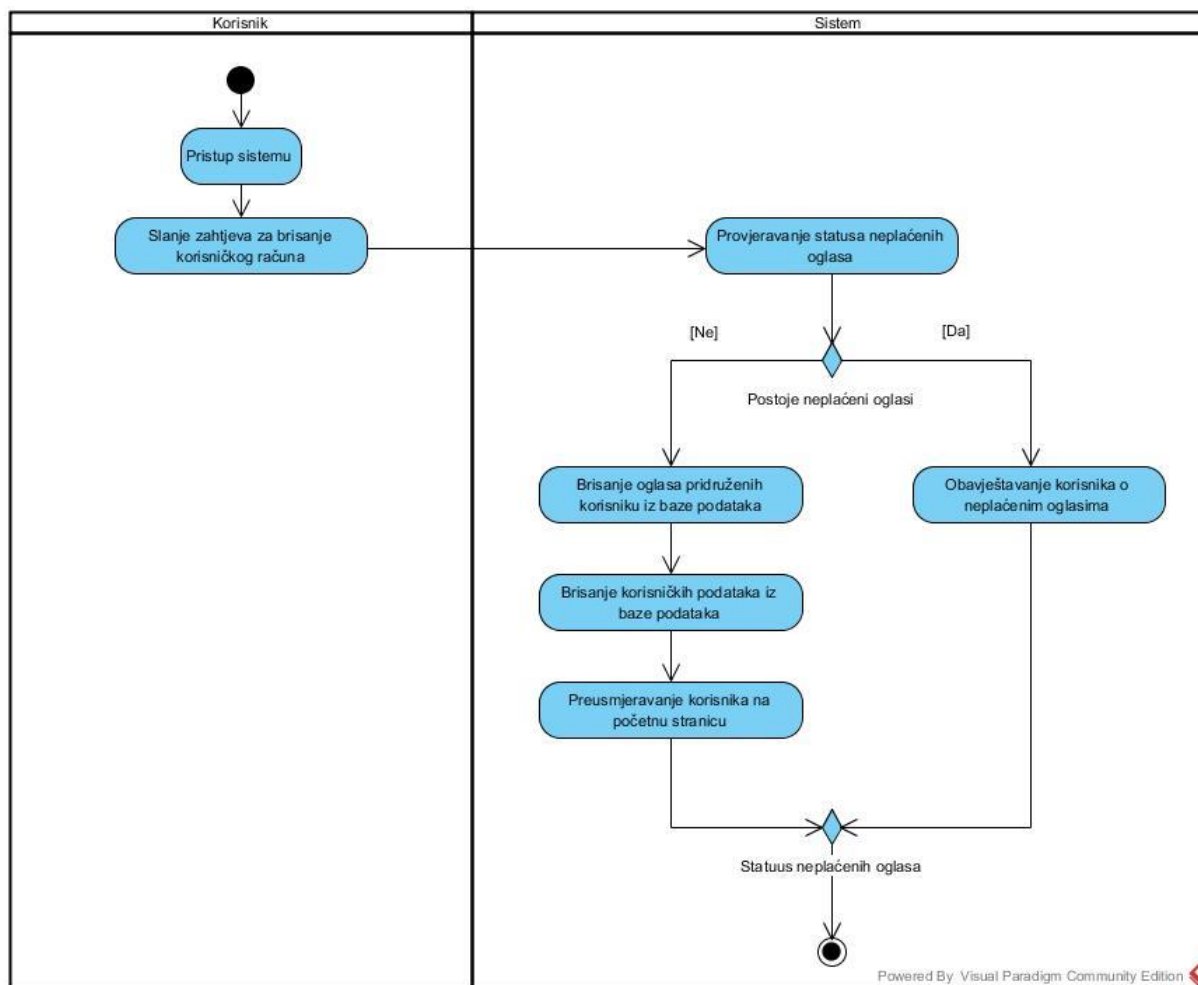 Korisnik
Sistem
Pristup sistemu
Slanje zahtjeva za brisanje
korisničkog računa
Provjeravanje statusa neplaćenih
oglasa
[Ne]
[Da]
Postoje neplaćeni oglasi
Brisanje oglasa pridruženih
korisniku iz baze podataka
Obavještavanje korisnika o
neplaćenim oglasima
Brisanje korisničkih podataka iz
baze podataka
Preusmjeravanje korisnika na
početnu stranicu
Statuus neplaćenih oglasa
Powered By Visual Paradigm Community Edition